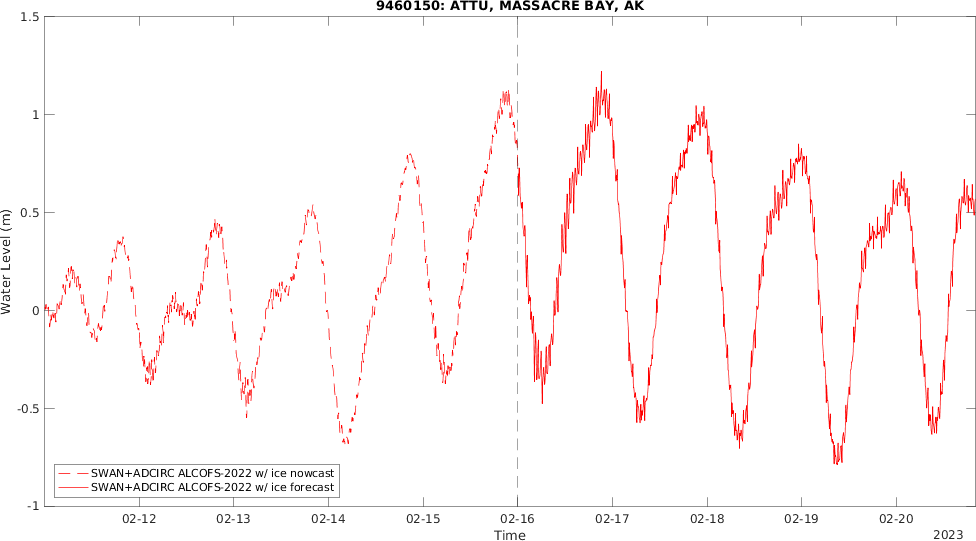 9460150: ATTU, MASSACRE BAY, AK
1.5
1
0.5
0
-0.5
-1
Water Level (m)
SWAN+ADCIRC ALCOFS-2022 w/ ice nowcast
SWAN+ADCIRC ALCOFS-2022 w/ ice forecast
02-12 02-13 02-14 02-15 02-16 02-17 02-18 02-19 02-20
Time
2023